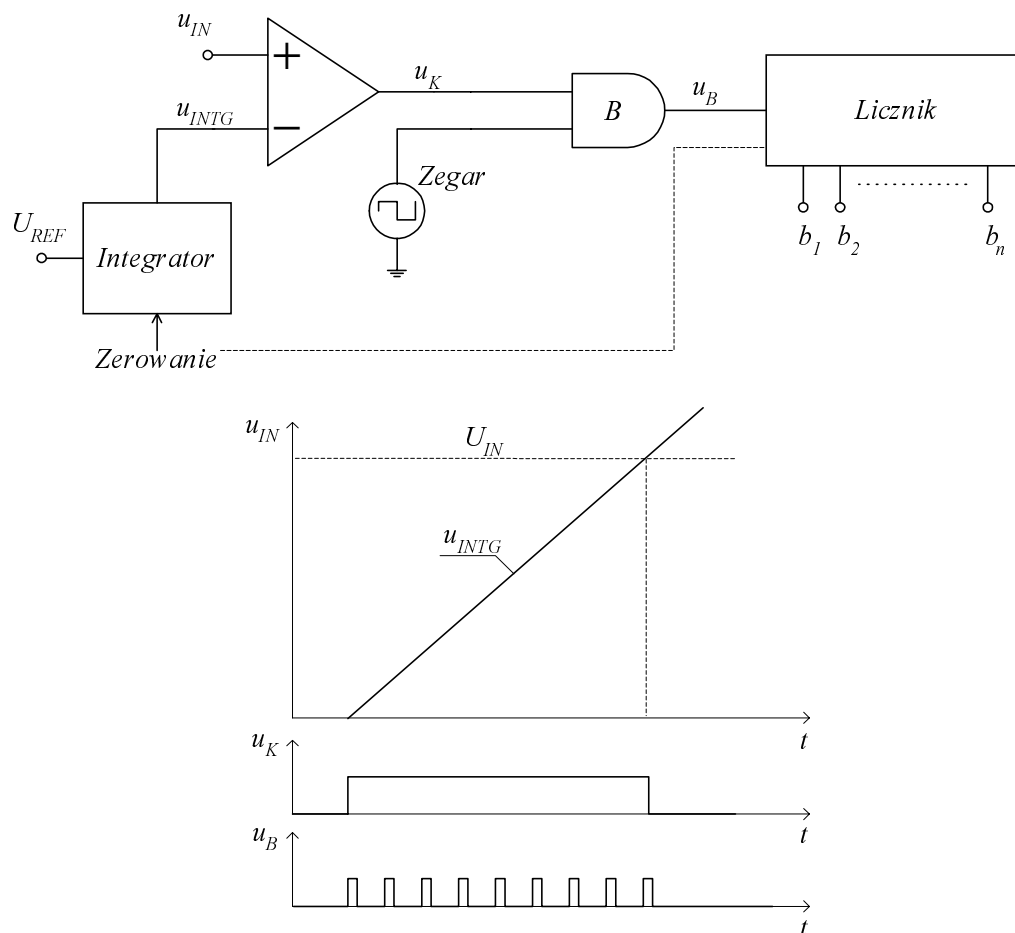 u_IN
u_K
u_B
B
Licznik
u_INTG
Zegar
U_REF
Integrator
b_1 b_2 .............. b_n
Zerowanie
u_IN
U_IN
u_INTG
t
u_K
t
u_B
t